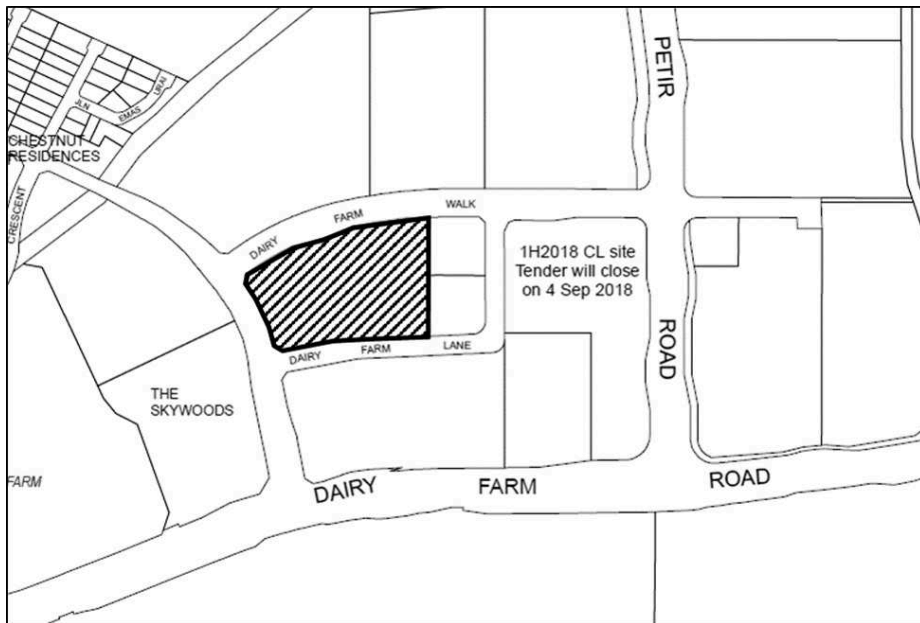 PETIR
JLN
EMAS
URAI
CHESTNUT
RESIDENCES
CRESCENT
DAIRY FARM WALK
1H2018 CL site
Tender will close
on 4 Sep 2018
DAIRY FARM LANE
ROAD
THE
SKYWOODS
FARM
DAIRY FARM ROAD